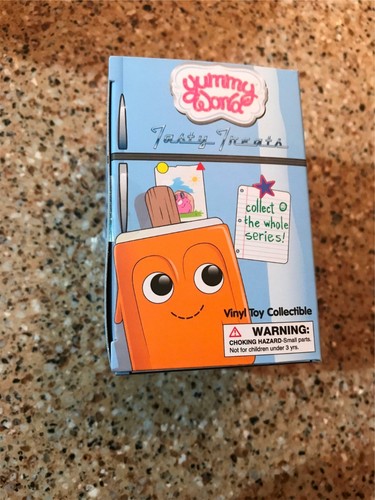 yummy
world
Tasty Treats
collect
the whole
series!
Vinyl Toy Collectible
WARNING:
CHOKING HAZARD-Small parts.
Not for children under 3 yrs.